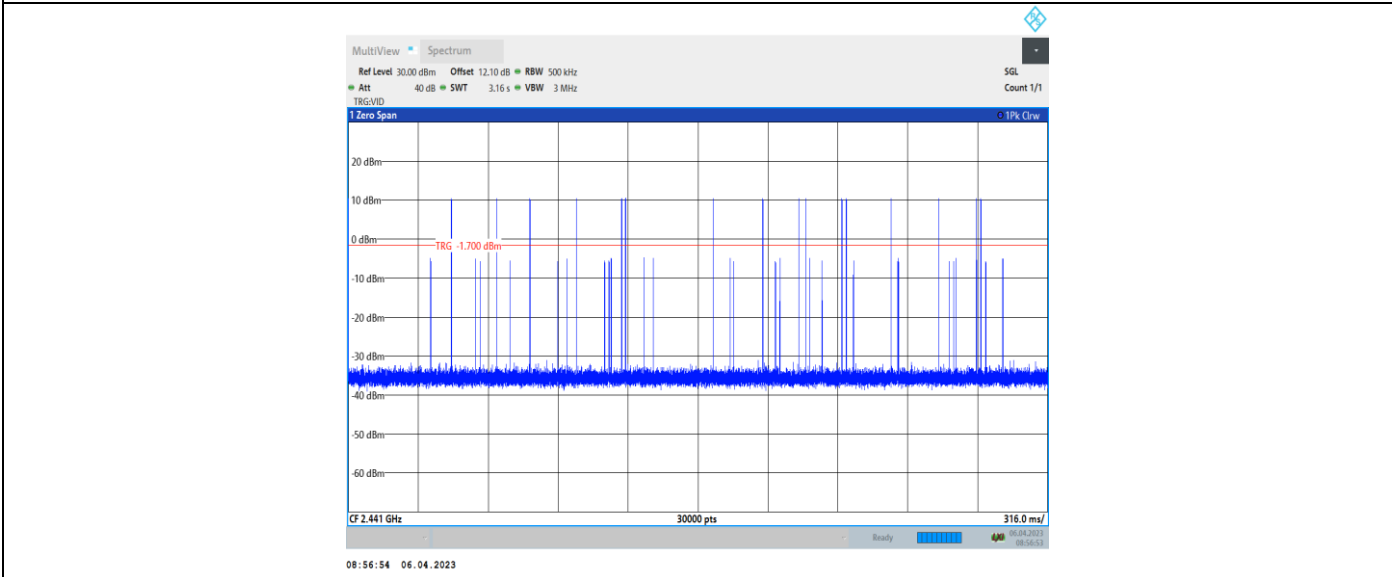 MultiView Spectrum
Ref Level 30.00 dBm Offset 12.10 dB RBW 500 kHz SGL
Att 40 dB SWT 3.16 s VBW 3 MHz Count 1/1
TRG:VID
1 Zero Span 1Pk Clrw
20 dBm
10 dBm
0 dBm
TRG -1.700 dBm
-10 dBm
-20 dBm
-30 dBm
-40 dBm
-50 dBm
-60 dBm
CF 2.441 GHz 30000 pts 316.0 ms/
Ready 06.04.2023
08:56:53
08:56:54 06.04.2023